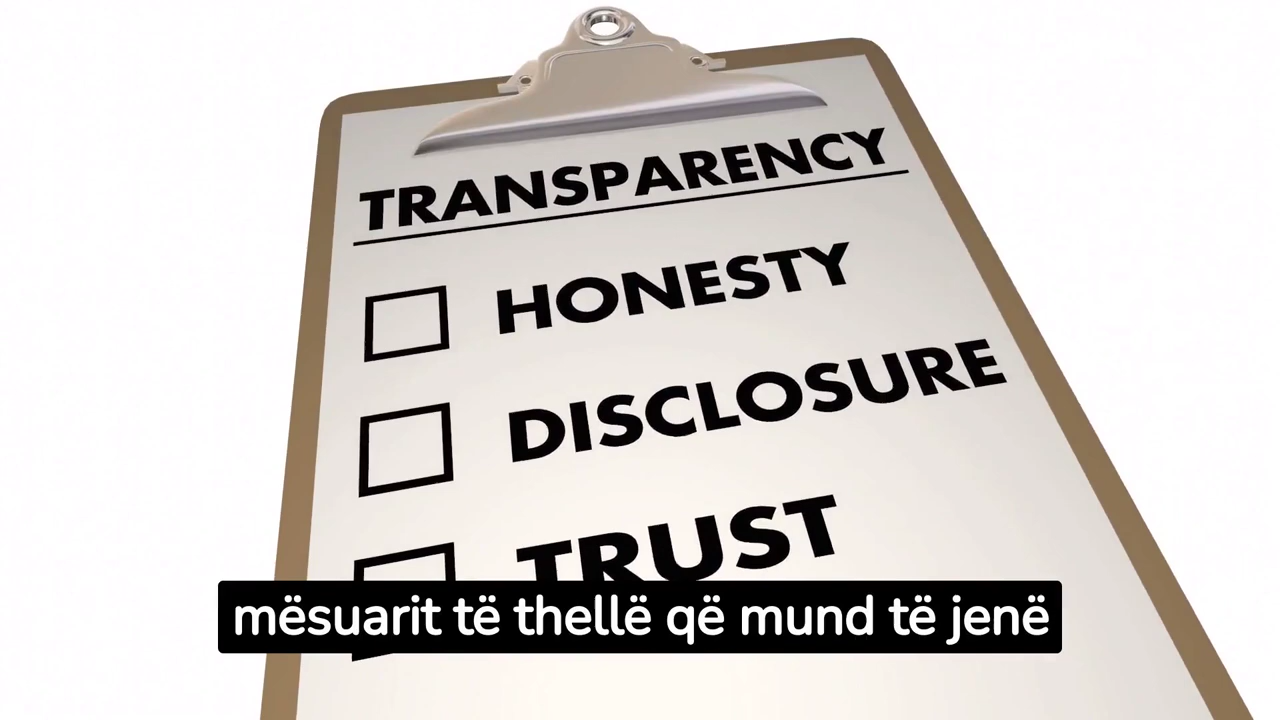 TRANSPARENCY
HONESTY
DISCLOSURE
TRUST
mësuarit të thellë që mund të jenë